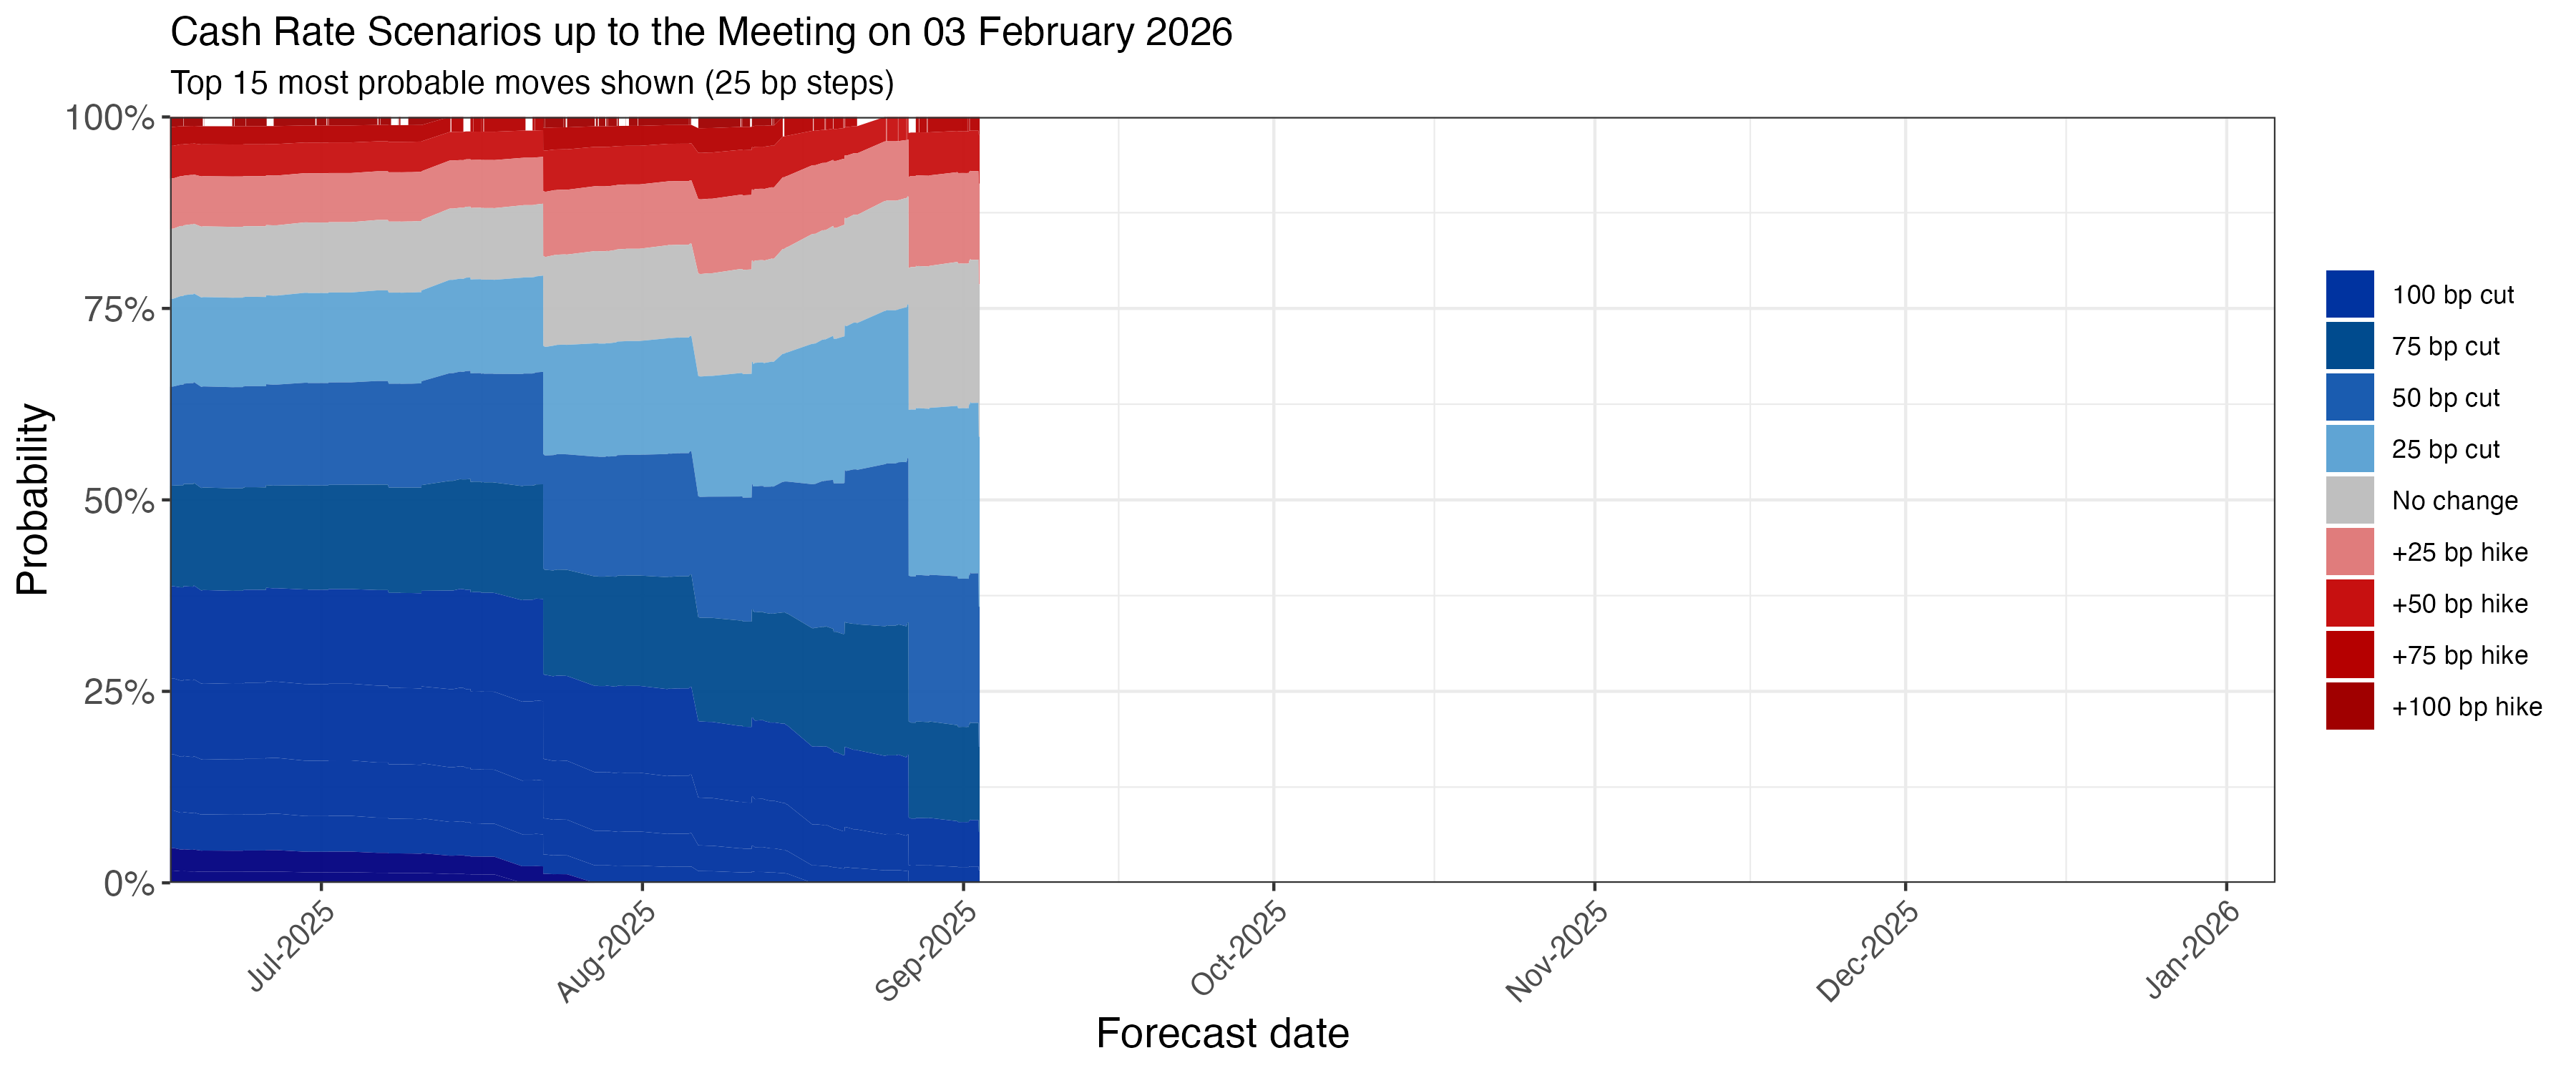 Cash Rate Scenarios up to the Meeting on 03 February 2026
Top 15 most probable moves shown (25 bp steps)
Probability
100%
75%
50%
25%
0%
Jul-2025
Aug-2025
Sep-2025
Oct-2025
Nov-2025
Dec-2025
Jan-2026
Forecast date
100 bp cut
75 bp cut
50 bp cut
25 bp cut
No change
+25 bp hike
+50 bp hike
+75 bp hike
+100 bp hike